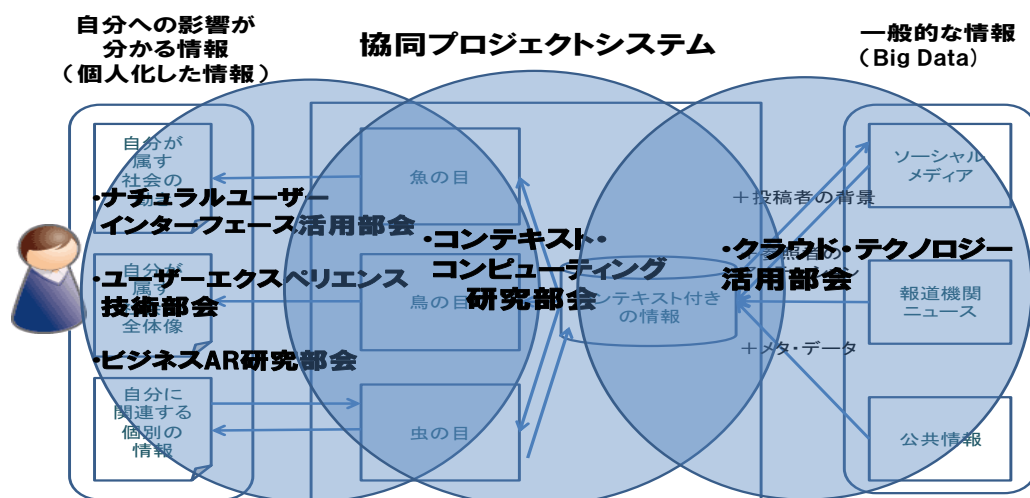 自分への影響が
分かる情報
（個人化した情報）
協同プロジェクトシステム
一般的な情報
（Big Data）
自分が
属す
社会の
・ナチュラルユーザー
インターフェース活用部会
魚の目
・コンテキスト・
コンピューティング
研究部会
ソーシャル
メディア
＋投稿者の背景
・クラウド・テクノロジー
活用部会
自分が
属す
全体像
・ユーザーエクスペリエンス
技術部会
鳥の目
ンテキスト付き
の情報
報道機関
ニュース
・ビジネスAR研究部会
＋メタ・データ
自分に
関連する
個別の
情報
虫の目
公共情報